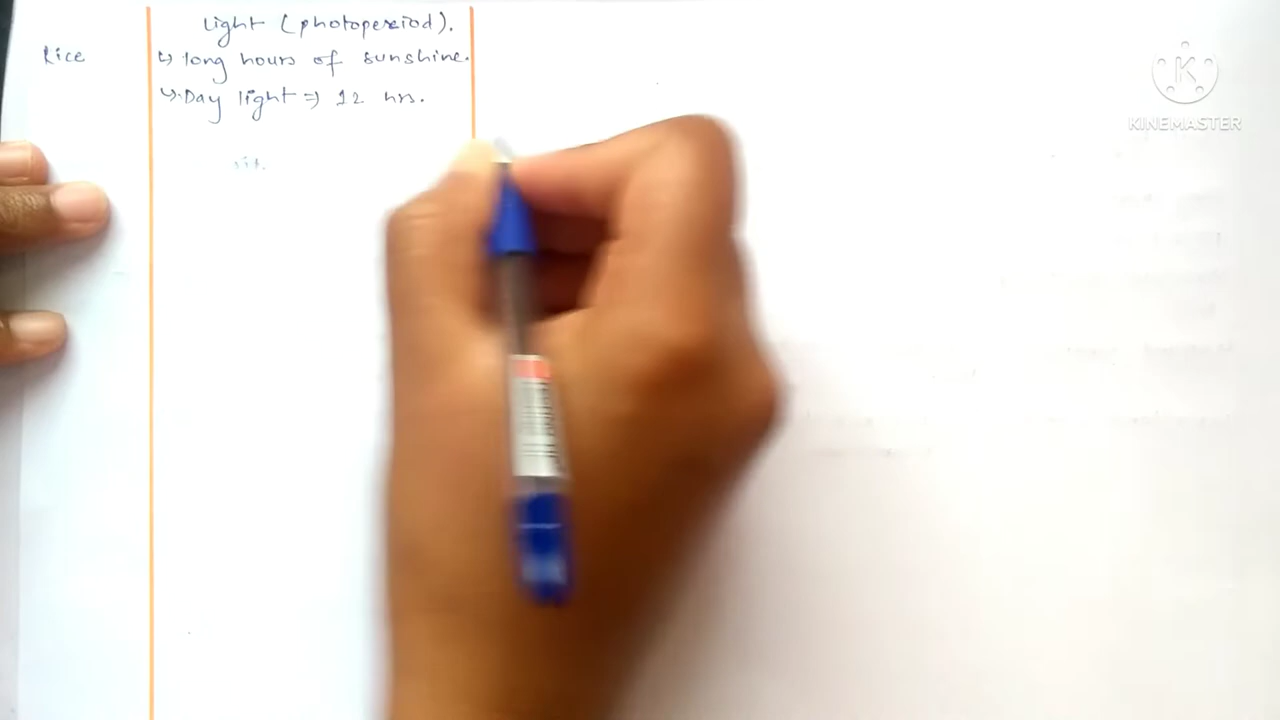 Light (photoperiod).
Rice
↳ long hours of sunshine.
↳ Day light ⇒ 12 hrs.
K
KINEMASTER